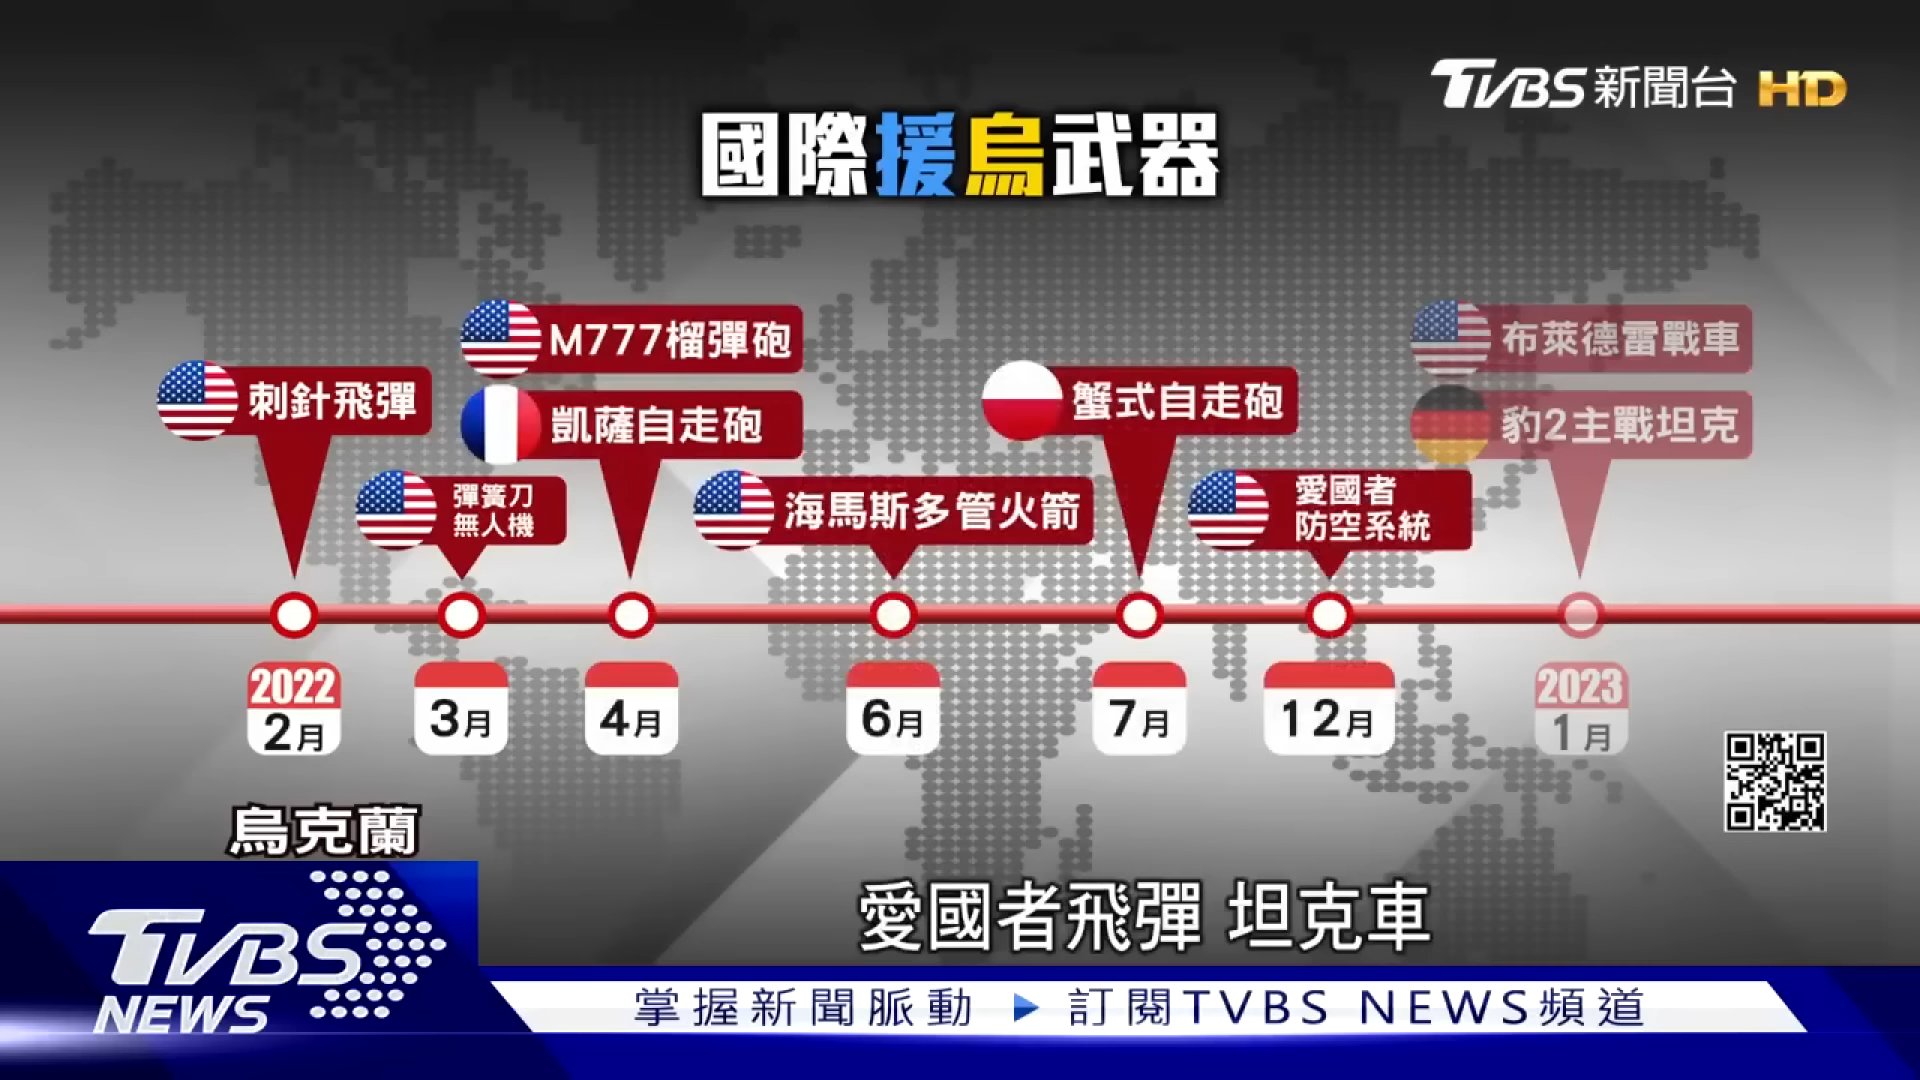 TVBS新聞台 HD
國際援烏武器
M777榴彈砲
布萊德雷戰車
刺針飛彈
凱薩自走砲
蟹式自走砲
豹2主戰坦克
彈簧刀
無人機
海馬斯多管火箭
愛國者
防空系統
2022
2月
3月
4月
6月
7月
12月
2023
1月
烏克蘭
愛國者飛彈 坦克車
TVBS
NEWS
掌握新聞脈動 ▶ 訂閱TVBS NEWS頻道